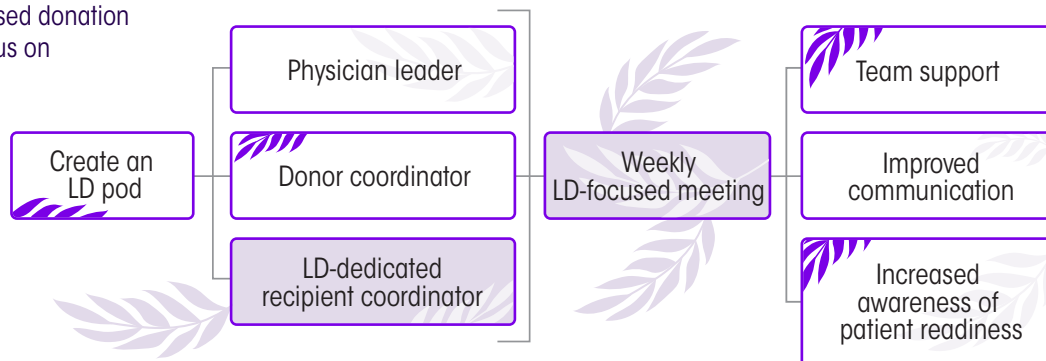 sed donation
us on
Physician leader
Team support
Create an
LD pod
Donor coordinator
Weekly
LD-focused meeting
Improved
communication
LD-dedicated
recipient coordinator
Increased
awareness of
patient readiness